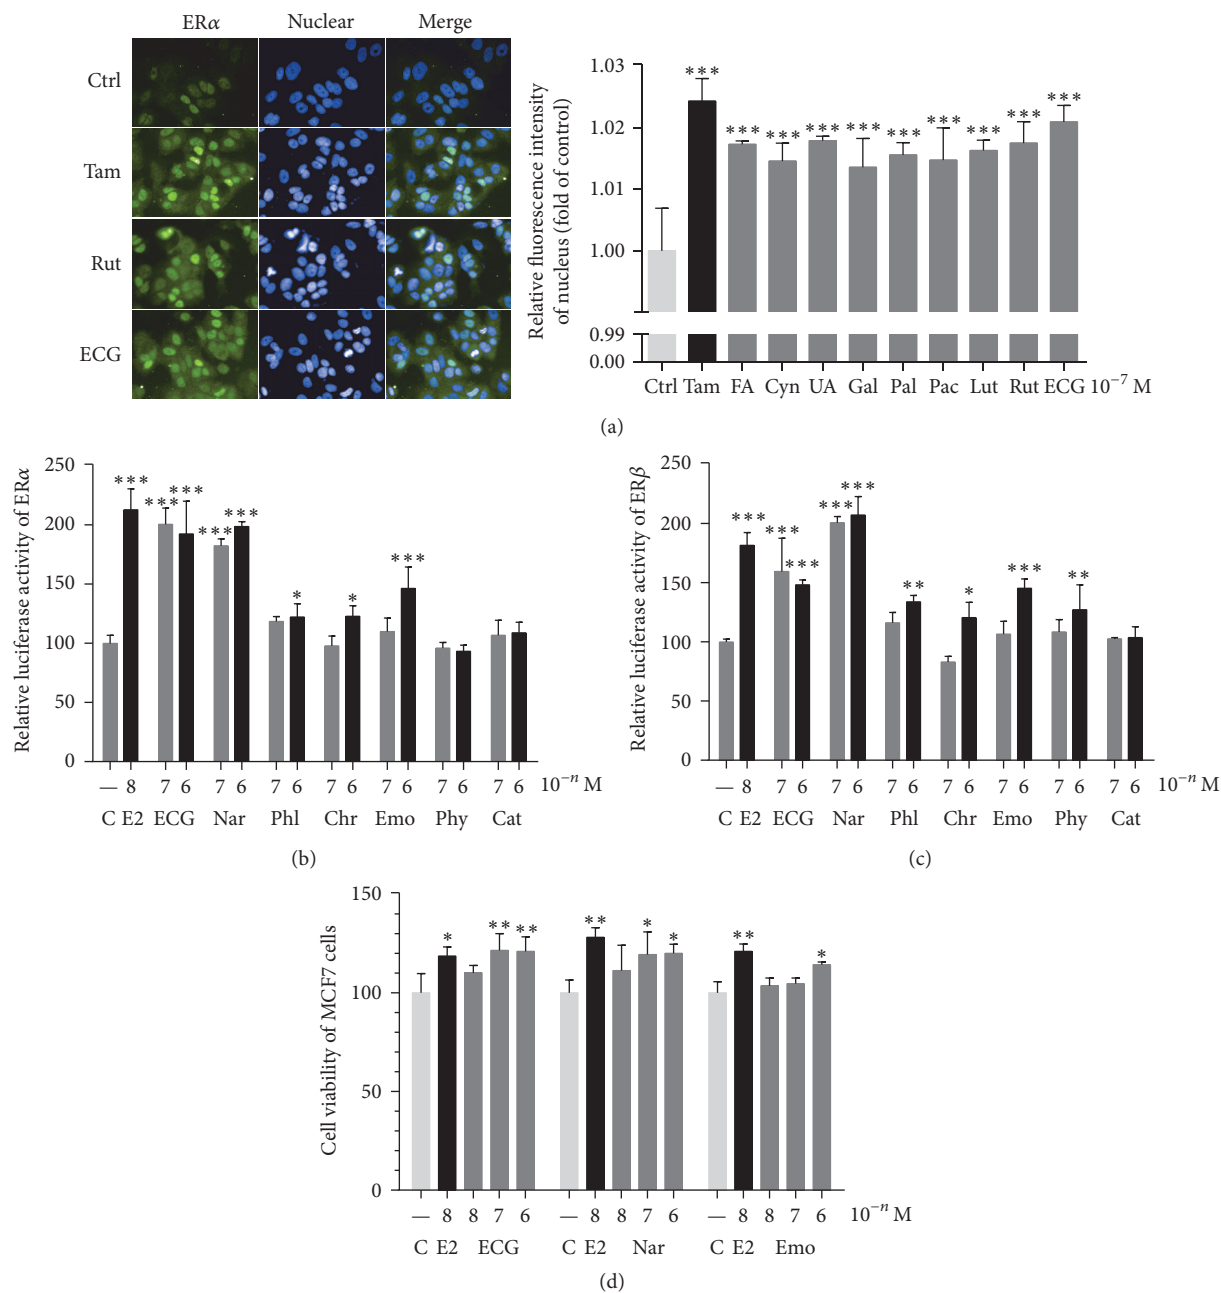 ERα Nuclear Merge
Ctrl
Tam
Rut
ECG
Relative fluorescence intensity
of nucleus (fold of control)
1.03
1.02
1.01
1.00
0.99
0.00
*** *** *** *** *** *** *** *** *** ***
Ctrl Tam FA Cyn UA Gal Pal Pac Lut Rut ECG 10⁻⁷ M
(a)
Relative luciferase activity of ERα
250
200
150
100
50
0
*** *** *** *** *** * * ***
— 8 7 6 7 6 7 6 7 6 7 6 7 6 7 6 10⁻ⁿ M
C E2 ECG Nar Phl Chr Emo Phy Cat
(b)
Relative luciferase activity of ERβ
250
200
150
100
50
0
*** *** *** *** *** ** * *** **
— 8 7 6 7 6 7 6 7 6 7 6 7 6 7 6 10⁻ⁿ M
C E2 ECG Nar Phl Chr Emo Phy Cat
(c)
Cell viability of MCF7 cells
150
100
50
0
* ** ** ** * * ** *
— 8 8 7 6 — 8 8 7 6 — 8 8 7 6 10⁻ⁿ M
C E2 ECG C E2 Nar C E2 Emo
(d)